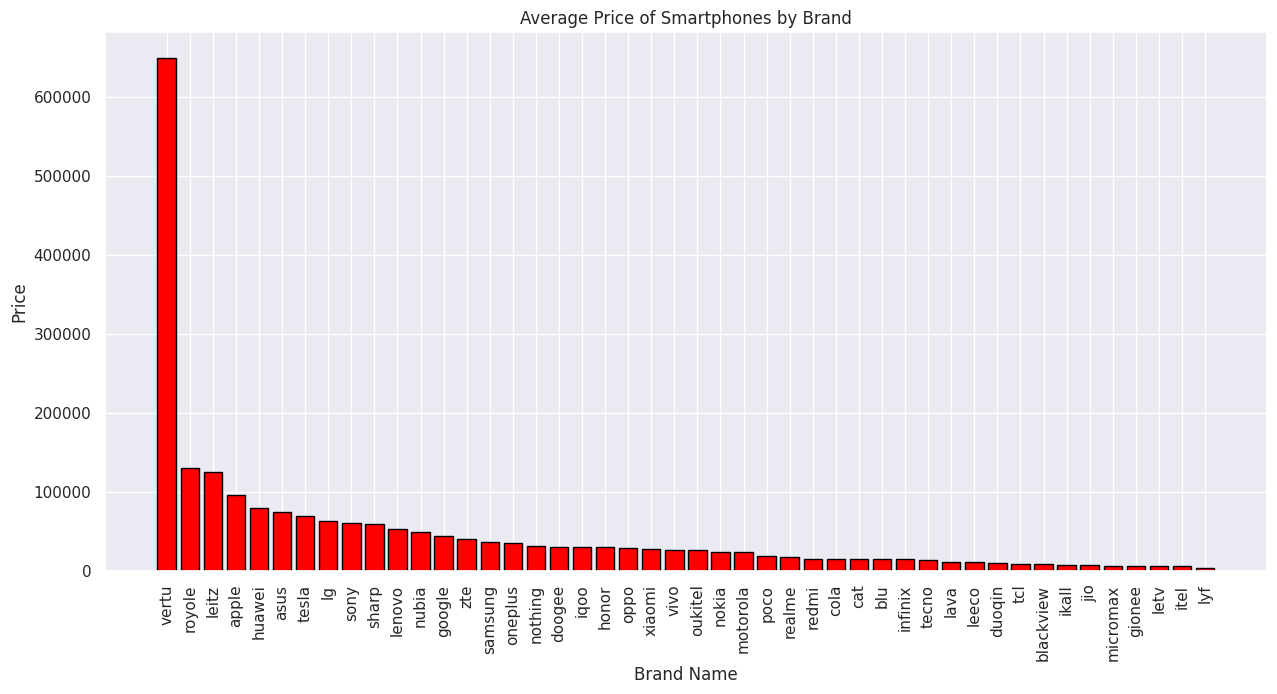 Average Price of Smartphones by Brand
Price
600000
500000
400000
300000
200000
100000
0
vertu
royole
leitz
apple
huawei
asus
tesla
lg
sony
sharp
lenovo
nubia
google
zte
samsung
oneplus
nothing
doogee
iqoo
honor
oppo
xiaomi
vivo
oukitel
nokia
motorola
poco
realme
redmi
cola
cat
blu
infinix
tecno
lava
leeco
duoqin
tcl
blackview
ikall
jio
micromax
gionee
letv
itel
lyf
Brand Name